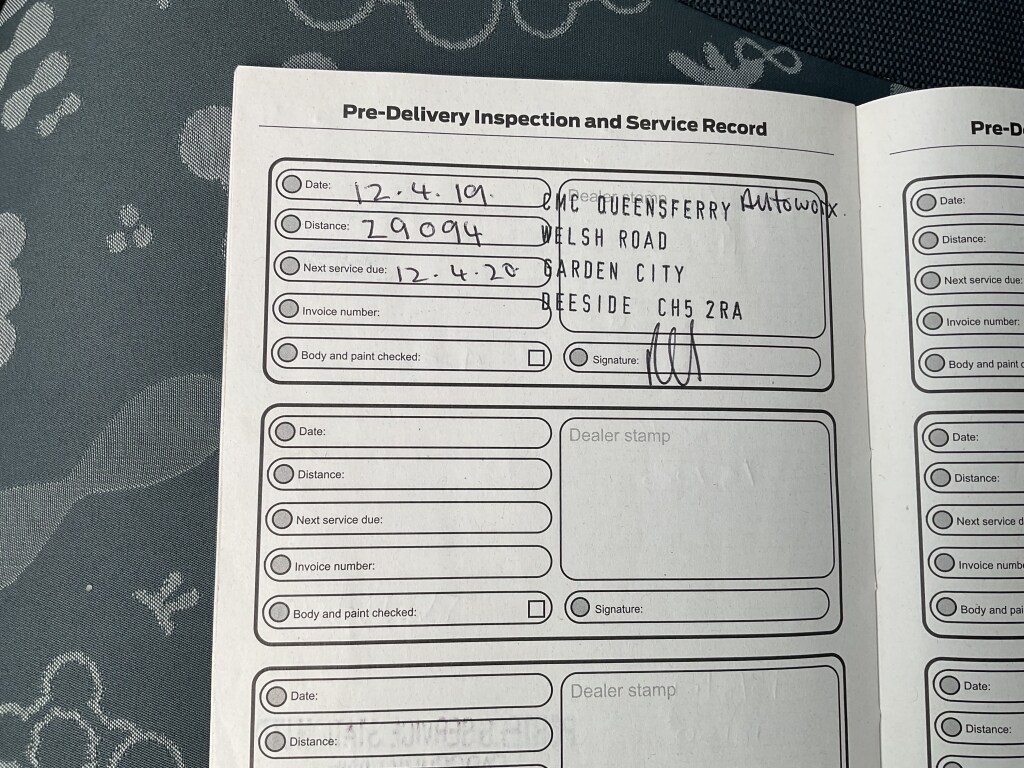 Pre-Delivery Inspection and Service Record
Date: 12.4.19.
Distance: 29094
Next service due: 12.4.20
Invoice number:
Body and paint checked:
Dealer stamp
CMC QUEENSFERRY Autoworx.
WELSH ROAD
GARDEN CITY
DEESIDE CH5 2RA
Signature:
Date:
Distance:
Next service due:
Invoice number:
Body and paint checked:
Dealer stamp
Signature:
Date:
Distance:
Dealer stamp
Pre-D
Date:
Distance:
Next service due:
Invoice number:
Body and paint c
Date:
Distance:
Next service d
Invoice numb
Body and pai
Date:
Distance: